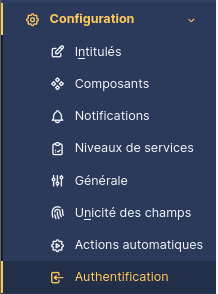 Configuration
Intitulés
Composants
Notifications
Niveaux de services
Générale
Unicité des champs
Actions automatiques
Authentification